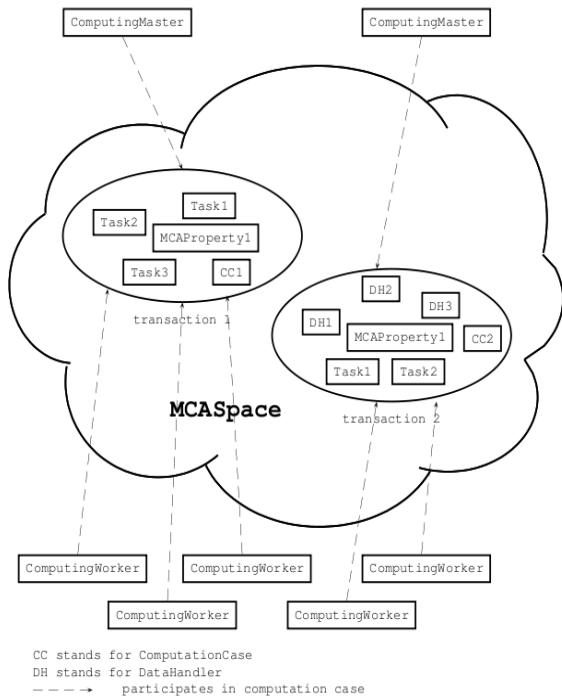 ComputingMaster ComputingMaster
Task1
Task2
MCAProperty1
Task3 CC1
transaction 1
DH2
DH3
DH1
MCAProperty1 CC2
Task1 Task2
transaction 2
MCASpace
ComputingWorker ComputingWorker ComputingWorker
ComputingWorker ComputingWorker
CC stands for ComputationCase
DH stands for DataHandler
participates in computation case